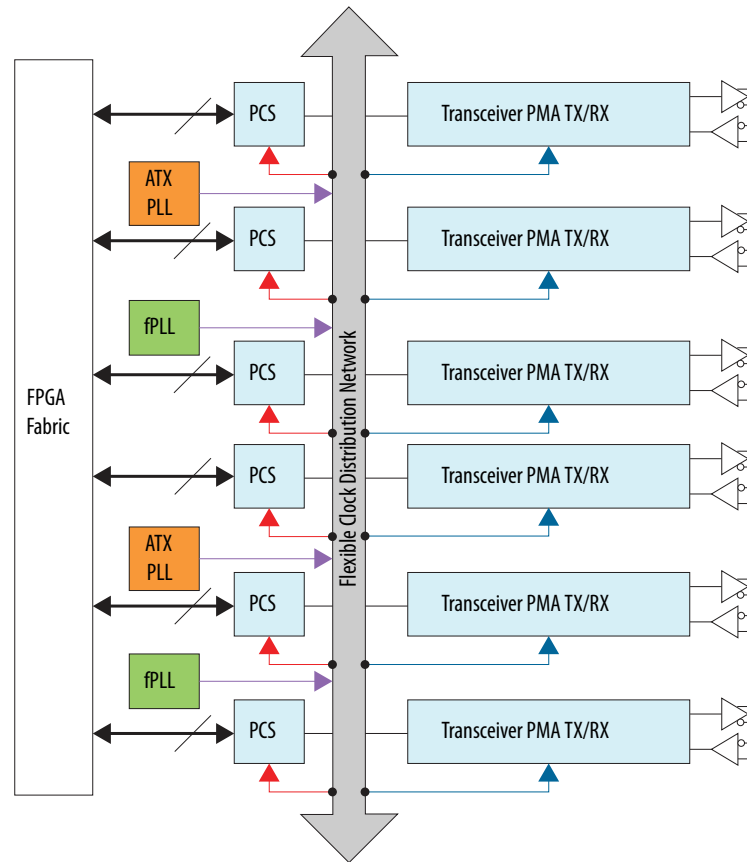 PCS
Transceiver PMA TX/RX
ATX
PLL
PCS
Transceiver PMA TX/RX
fPLL
PCS
Transceiver PMA TX/RX
FPGA
Fabric
Flexible Clock Distribution Network
PCS
Transceiver PMA TX/RX
ATX
PLL
PCS
Transceiver PMA TX/RX
fPLL
PCS
Transceiver PMA TX/RX